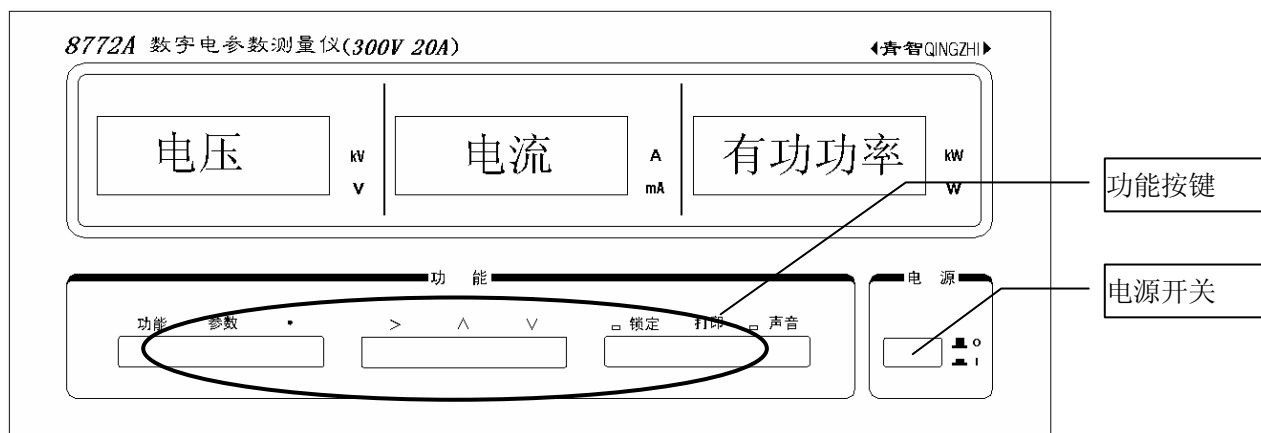 8772A 数字电参数测量仪(300V 20A)
青智QINGZHI
电压 kV V
电流 A mA
有功功率 kW W
功能按键
电源开关
功 能
电 源
功能 参数 • > ∧ ∨ 锁定 打印 声音
O
I